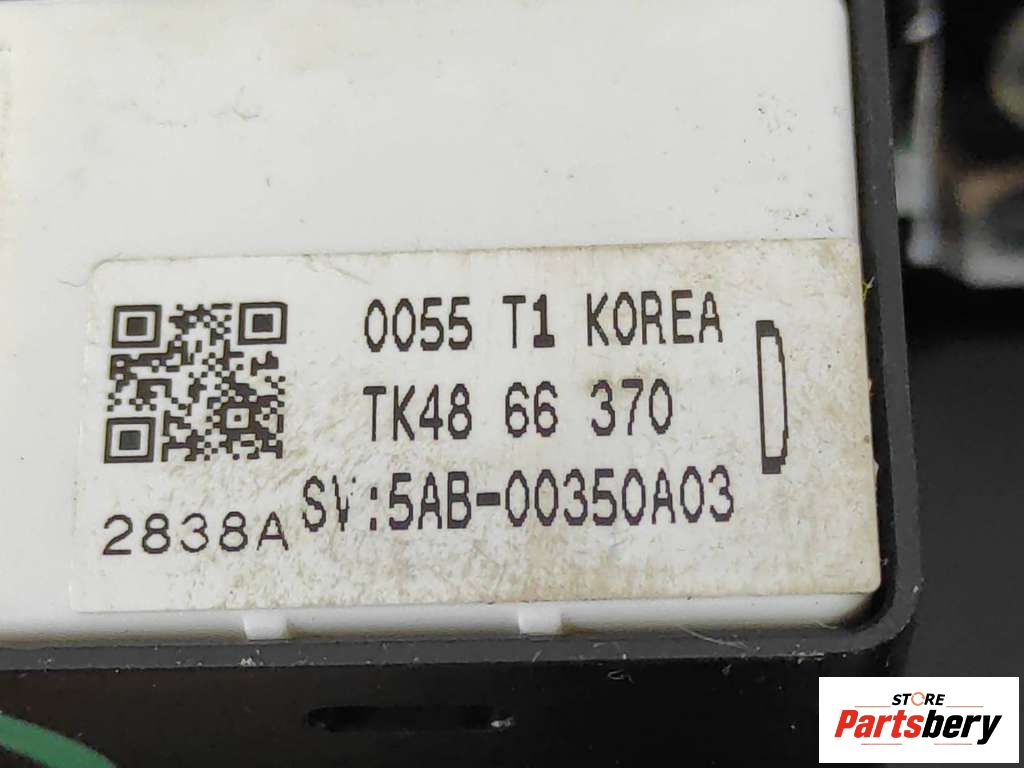 0055 T1 KOREA
TK48 66 370
SV:5AB-00350A03
2838A
STORE
Partsbery